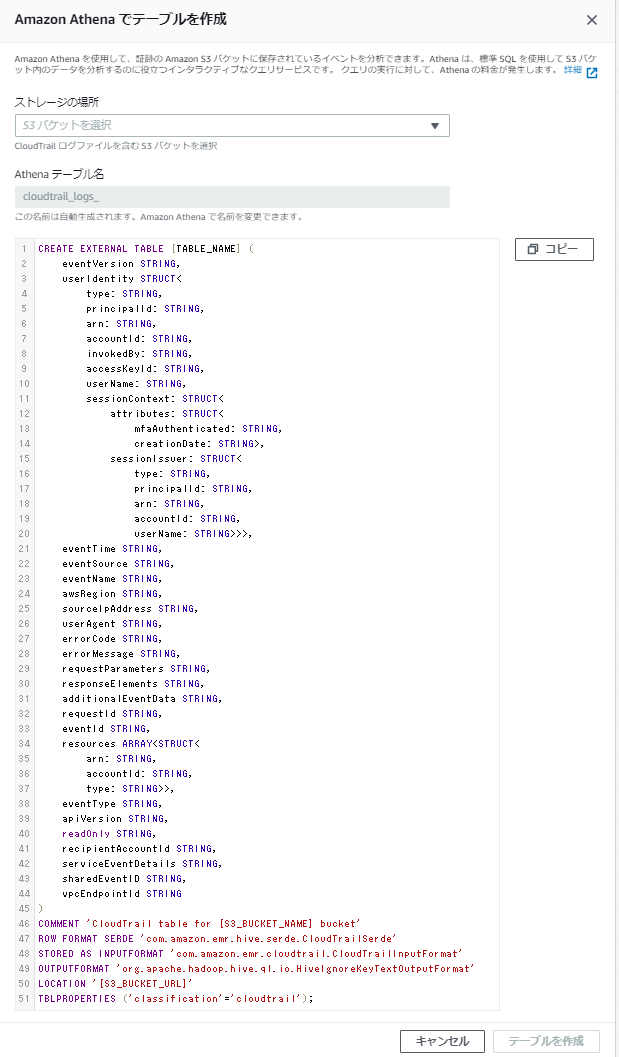 Amazon Athena でテーブルを作成
Amazon Athena を使用して、証跡の Amazon S3 バケットに保存されているイベントを分析できます。Athena は、標準 SQL を使用して S3 バケ
ット内のデータを分析するのに役立つインタラクティブなクエリサービスです。 クエリの実行に対して、Athena の料金が発生します。 詳細
ストレージの場所
S3 バケットを選択
CloudTrail ログファイルを含む S3 バケットを選択
Athena テーブル名
cloudtrail_logs_
この名前は自動生成されます。Amazon Athena で名前を変更できます。
コピー
1 CREATE EXTERNAL TABLE [TABLE_NAME] (
2 eventVersion STRING,
3 userIdentity STRUCT<
4 type: STRING,
5 principalId: STRING,
6 arn: STRING,
7 accountId: STRING,
8 invokedBy: STRING,
9 accessKeyId: STRING,
10 userName: STRING,
11 sessionContext: STRUCT<
12 attributes: STRUCT<
13 mfaAuthenticated: STRING,
14 creationDate: STRING>,
15 sessionIssuer: STRUCT<
16 type: STRING,
17 principalId: STRING,
18 arn: STRING,
19 accountId: STRING,
20 userName: STRING>>>,
21 eventTime STRING,
22 eventSource STRING,
23 eventName STRING,
24 awsRegion STRING,
25 sourceIpAddress STRING,
26 userAgent STRING,
27 errorCode STRING,
28 errorMessage STRING,
29 requestParameters STRING,
30 responseElements STRING,
31 additionalEventData STRING,
32 requestId STRING,
33 eventId STRING,
34 resources ARRAY<STRUCT<
35 arn: STRING,
36 accountId: STRING,
37 type: STRING>>,
38 eventType STRING,
39 apiVersion STRING,
40 readOnly STRING,
41 recipientAccountId STRING,
42 serviceEventDetails STRING,
43 sharedEventID STRING,
44 vpcEndpointId STRING
45 )
46 COMMENT 'CloudTrail table for [S3_BUCKET_NAME] bucket'
47 ROW FORMAT SERDE 'com.amazon.emr.hive.serde.CloudTrailSerde'
48 STORED AS INPUTFORMAT 'com.amazon.emr.cloudtrail.CloudTrailInputFormat'
49 OUTPUTFORMAT 'org.apache.hadoop.hive.ql.io.HiveIgnoreKeyTextOutputFormat'
50 LOCATION '[S3_BUCKET_URL]'
51 TBLPROPERTIES ('classification'='cloudtrail');
キャンセル
テーブルを作成